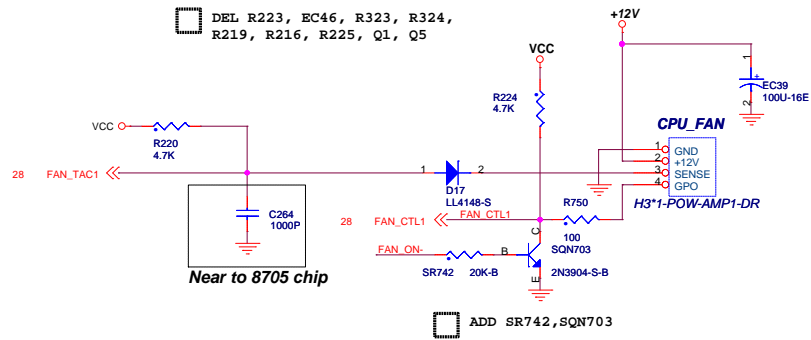 DEL R223, EC46, R323, R324,
R219, R216, R225, Q1, Q5
+12V
VCC
R224
4.7K
1
2
EC39
100U-16E
VCC
R220
4.7K
CPU_FAN
1 GND
2 +12V
3 SENSE
4 GPO
H3*1-POW-AMP1-DR
28 FAN_TAC1
1 2
D17
LL4148-S
C264
1000P
Near to 8705 chip
28 FAN_CTL1 FAN_CTL1
R750
100
FAN_ON-
SR742 20K-B
B
C
E
SQN703
2N3904-S-B
ADD SR742,SQN703